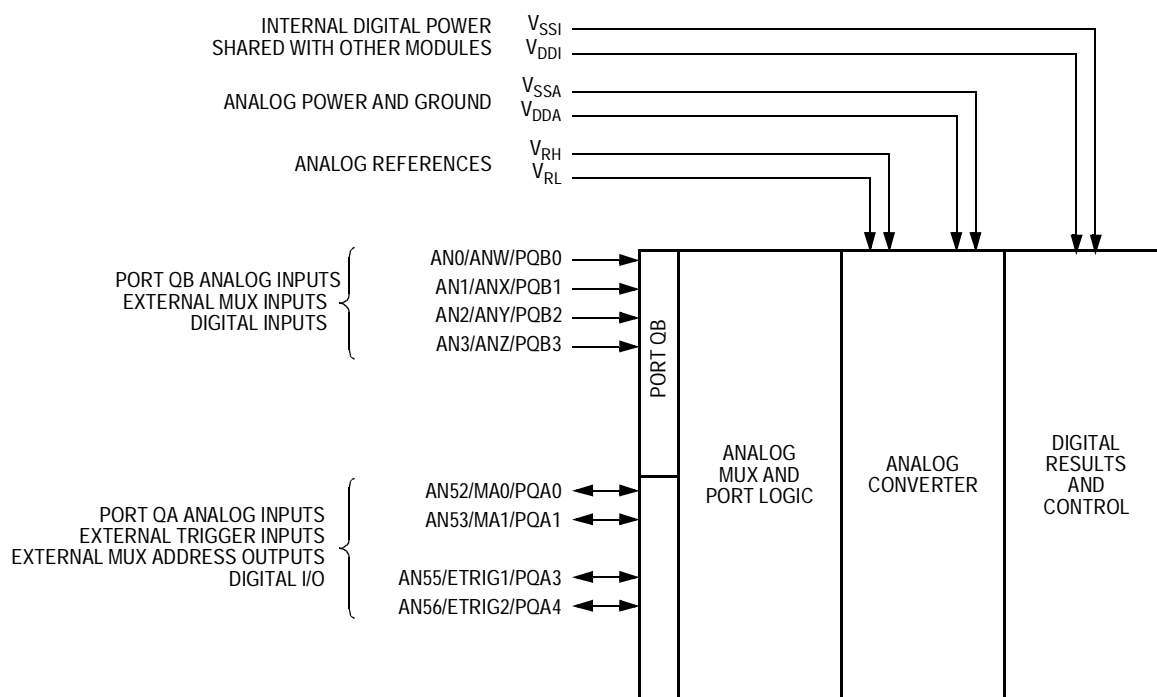 INTERNAL DIGITAL POWER
SHARED WITH OTHER MODULES
VSSI
VDDI
ANALOG POWER AND GROUND
VSSA
VDDA
ANALOG REFERENCES
VRH
VRL
PORT QB ANALOG INPUTS
EXTERNAL MUX INPUTS
DIGITAL INPUTS
AN0/ANW/PQB0
AN1/ANX/PQB1
AN2/ANY/PQB2
AN3/ANZ/PQB3
PORT QB
PORT QA ANALOG INPUTS
EXTERNAL TRIGGER INPUTS
EXTERNAL MUX ADDRESS OUTPUTS
DIGITAL I/O
AN52/MA0/PQA0
AN53/MA1/PQA1
AN55/ETRIG1/PQA3
AN56/ETRIG2/PQA4
ANALOG
MUX AND
PORT LOGIC
ANALOG
CONVERTER
DIGITAL
RESULTS
AND
CONTROL